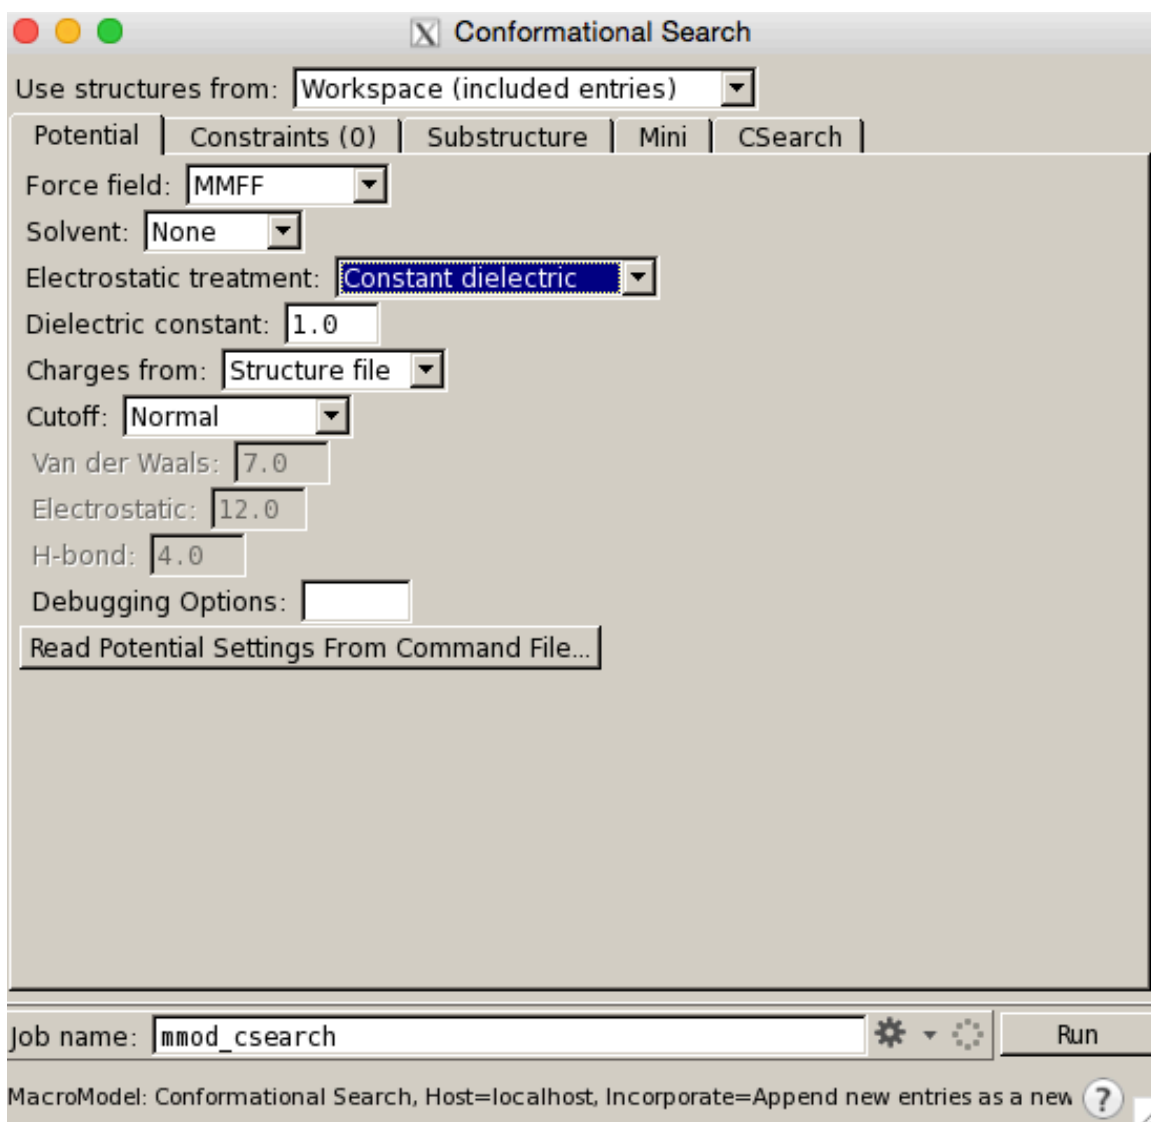 Conformational Search
Use structures from: Workspace (included entries)
Potential Constraints (0) Substructure Mini CSearch
Force field: MMFF
Solvent: None
Electrostatic treatment: Constant dielectric
Dielectric constant: 1.0
Charges from: Structure file
Cutoff: Normal
Van der Waals: 7.0
Electrostatic: 12.0
H-bond: 4.0
Debugging Options:
Read Potential Settings From Command File...
Job name: mmod_csearch Run
MacroModel: Conformational Search, Host=localhost, Incorporate=Append new entries as a new ?